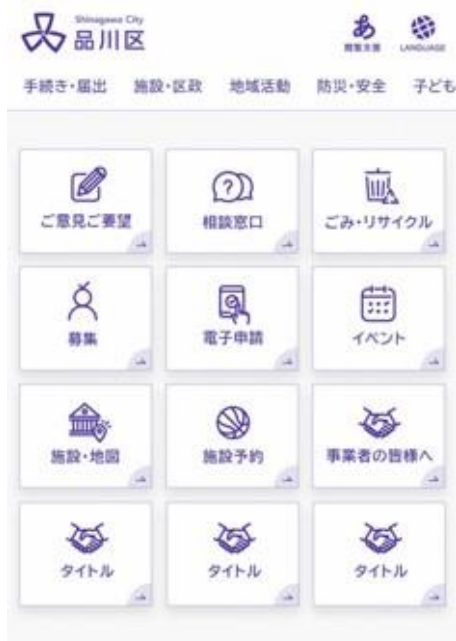 Shinagawa City
品川区
あ
閲覧支援
LANGUAGE
手続き・届出 施設・区政 地域活動 防災・安全 子ども
ご意見ご要望
相談窓口
ごみ・リサイクル
募集
電子申請
イベント
施設・地図
施設予約
事業者の皆様へ
タイトル
タイトル
タイトル